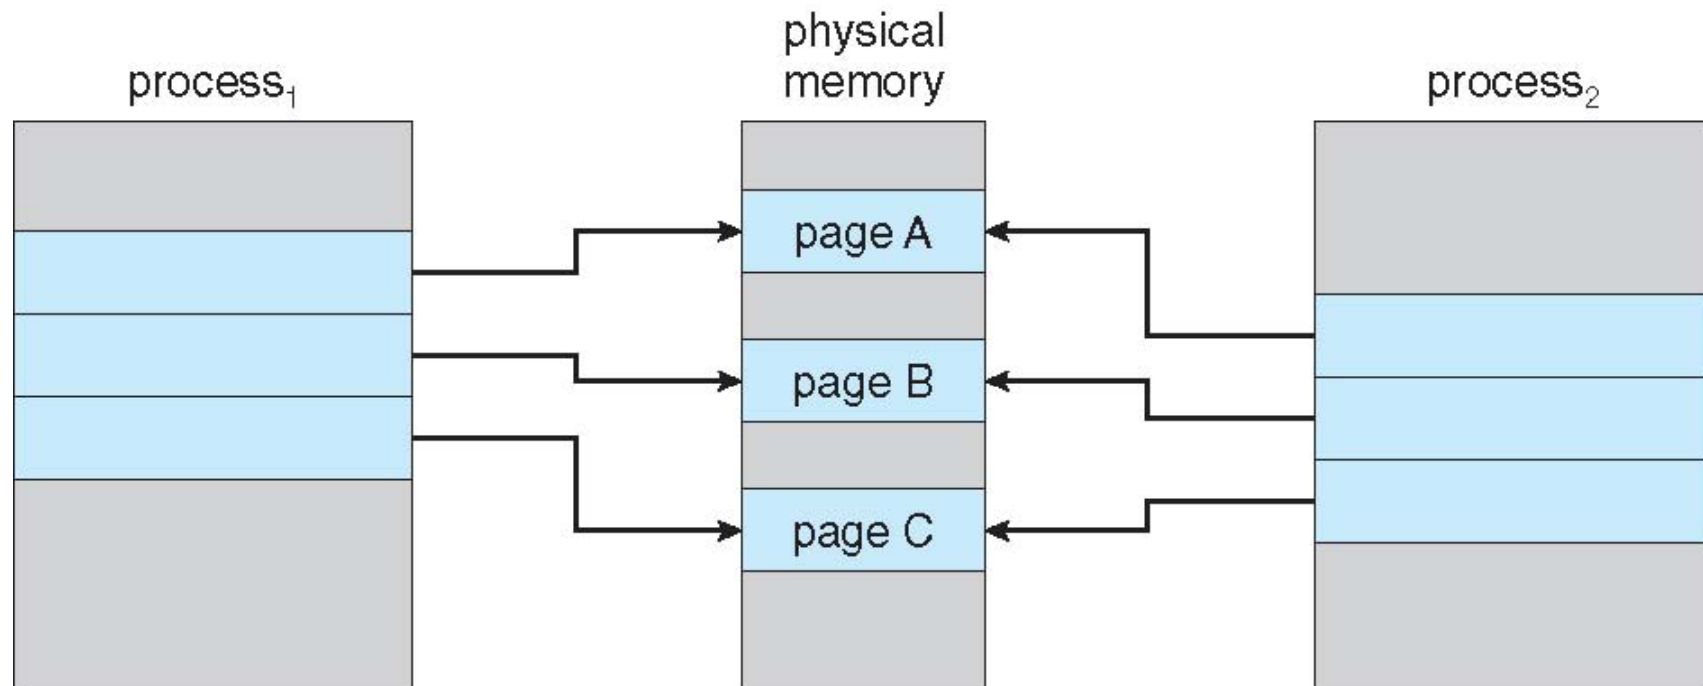 process₁
physical
memory
process₂
page A
page B
page C